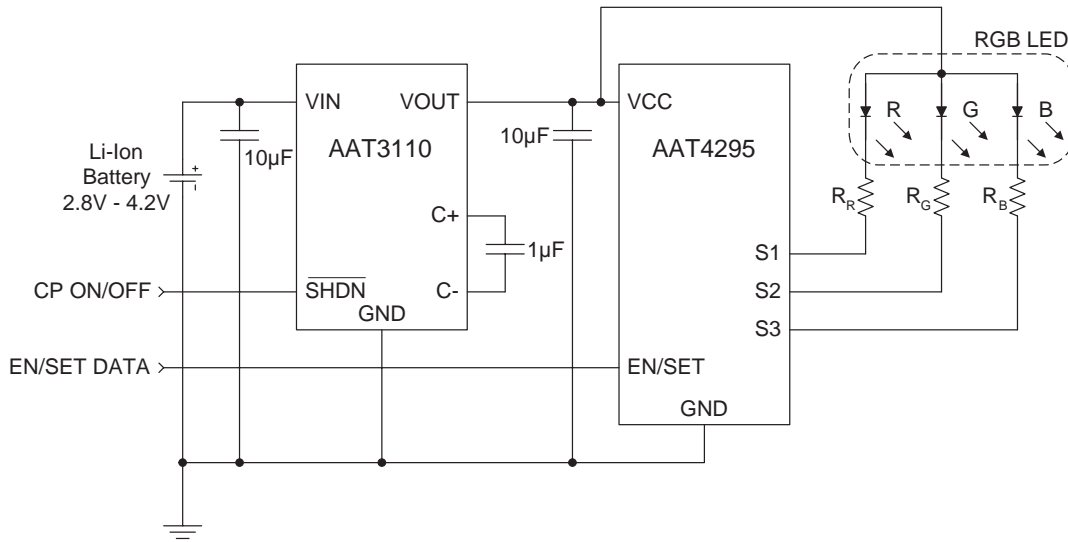 RGB LED
VIN
VOUT
VCC
R
G
B
10µF
AAT3110
10µF
AAT4295
Li-Ion
Battery
2.8V - 4.2V
+
-
R_R
R_G
R_B
C+
1µF
S1
CP ON/OFF
SHDN
C-
S2
GND
S3
EN/SET DATA
EN/SET
GND